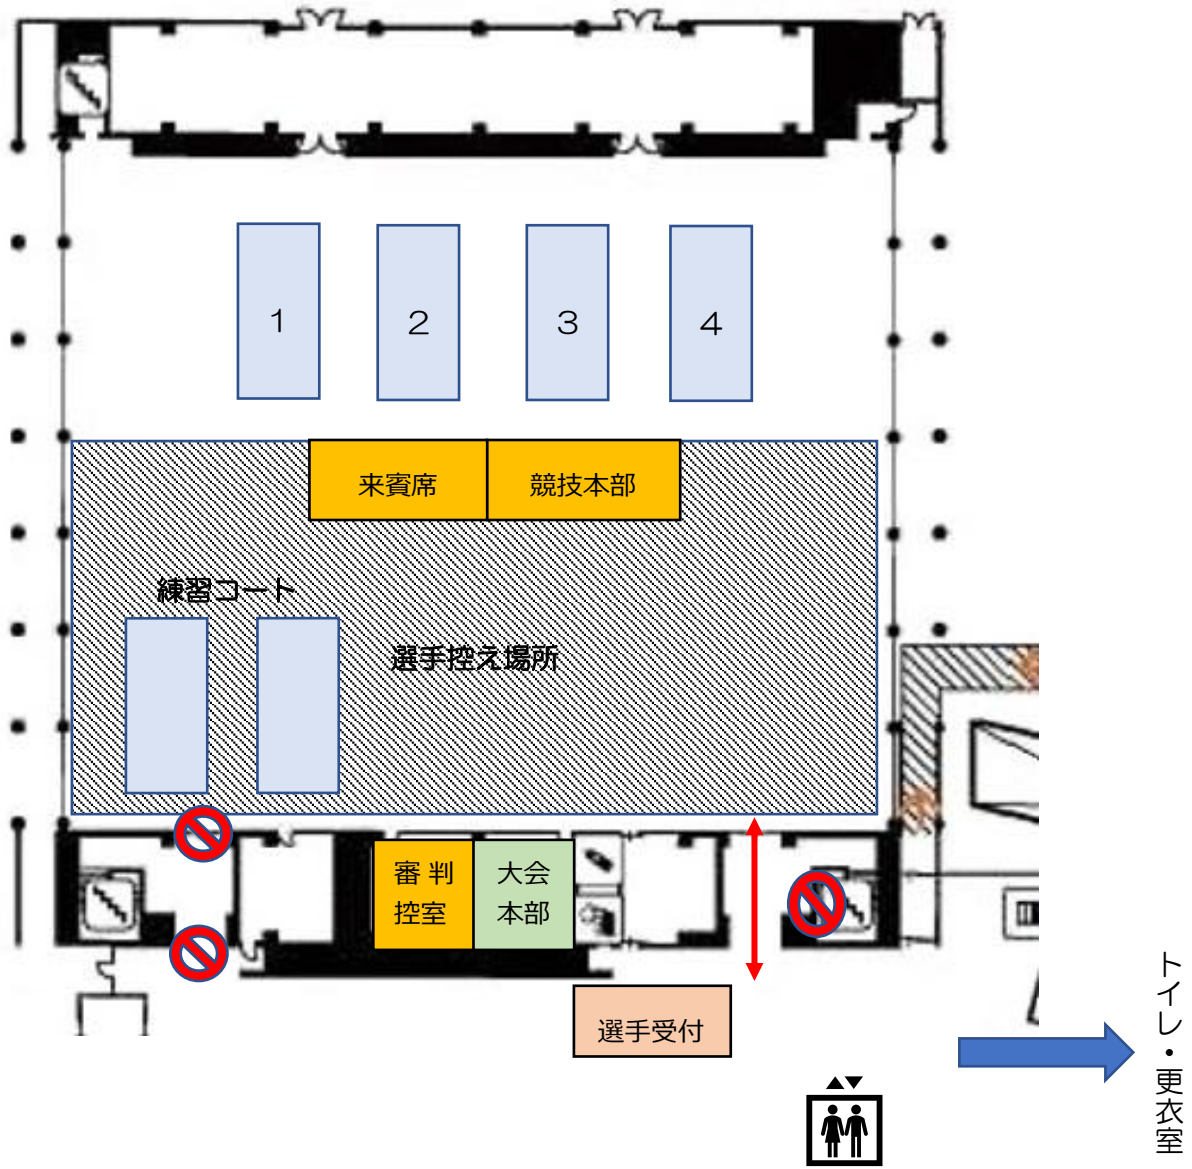 1
2
3
4
来賓席
競技本部
練習コート
選手控え場所
審判
控室
大会
本部
選手受付
トイレ・更衣室